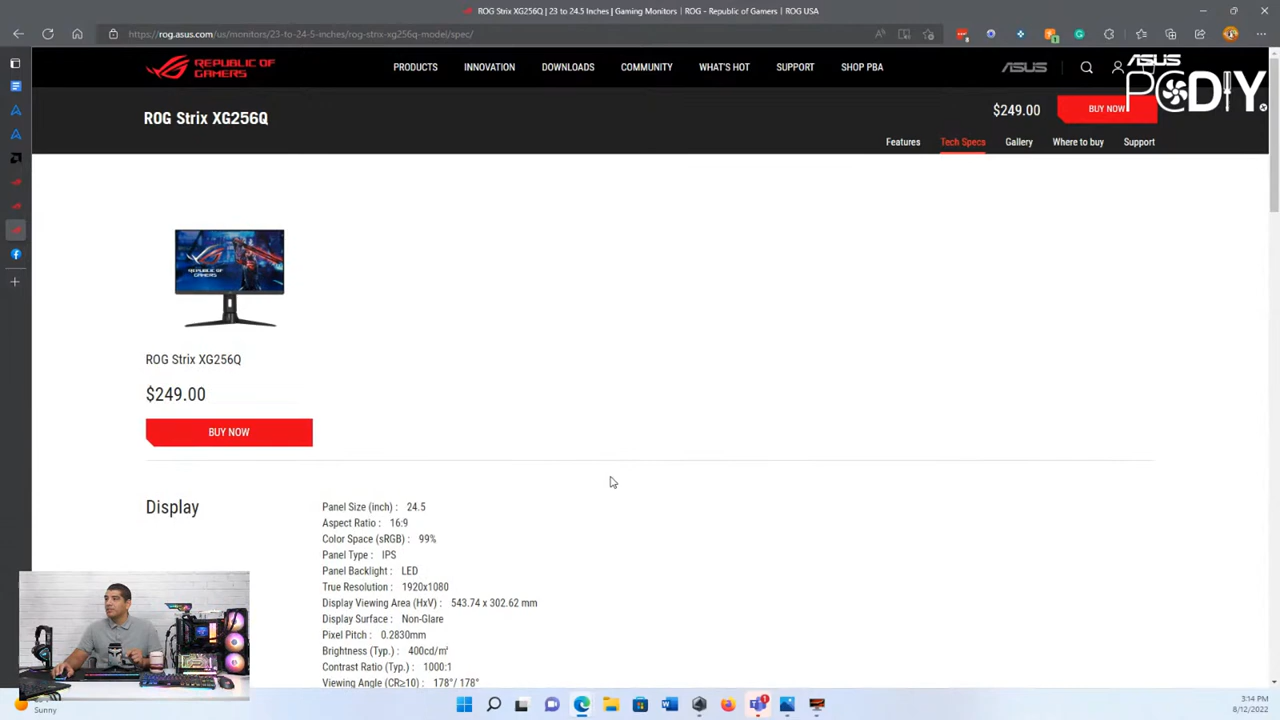 ROG Strix XG256Q | 23 to 24.5 Inches | Gaming Monitors | ROG - Republic of Gamers | ROG USA
https://rog.asus.com/us/monitors/23-to-24-5-inches/rog-strix-xg256q-model/spec/
REPUBLIC OF GAMERS
PRODUCTS INNOVATION DOWNLOADS COMMUNITY WHAT'S HOT SUPPORT SHOP PBA
ASUS
ASUS
PCDIY
ROG Strix XG256Q
$249.00 BUY NOW
Features Tech Specs Gallery Where to buy Support
REPUBLIC OF
GAMERS
ROG Strix XG256Q
$249.00
BUY NOW
Display
Panel Size (inch) : 24.5
Aspect Ratio : 16:9
Color Space (sRGB) : 99%
Panel Type : IPS
Panel Backlight : LED
True Resolution : 1920x1080
Display Viewing Area (HxV) : 543.74 x 302.62 mm
Display Surface : Non-Glare
Pixel Pitch : 0.2830mm
Brightness (Typ.) : 400cd/㎡
Contrast Ratio (Typ.) : 1000:1
Viewing Angle (CR≥10) : 178°/ 178°
Sunny
3:14 PM
8/12/2022